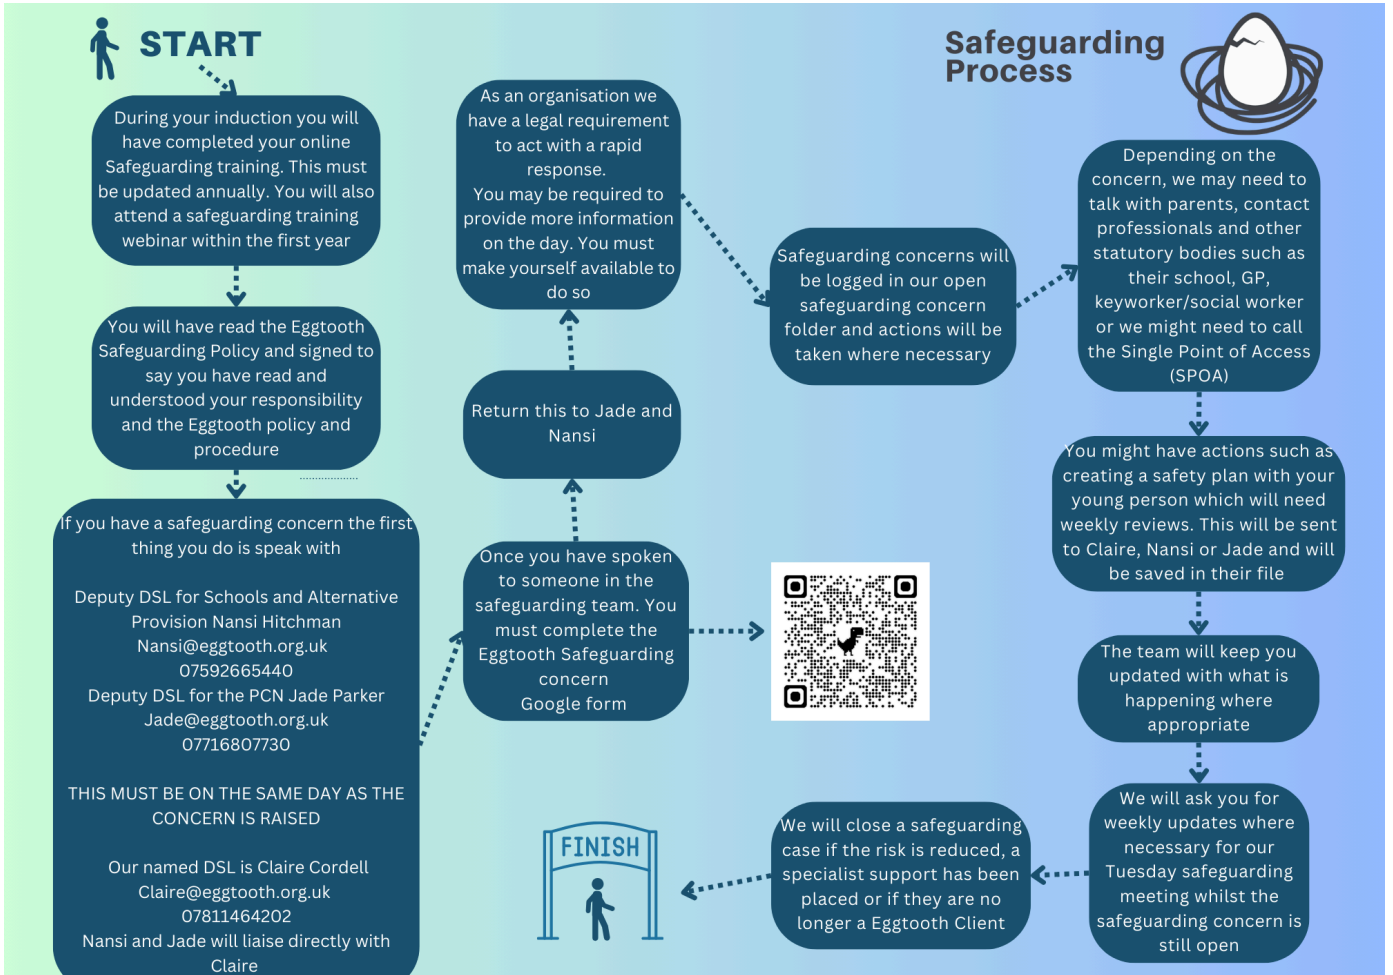 START
Safeguarding
Process
During your induction you will
have completed your online
Safeguarding training. This must
be updated annually. You will also
attend a safeguarding training
webinar within the first year
You will have read the Eggtooth
Safeguarding Policy and signed to
say you have read and
understood your responsibility
and the Eggtooth policy and
procedure
If you have a safeguarding concern the first
thing you do is speak with
Deputy DSL for Schools and Alternative
Provision Nansi Hitchman
Nansi@eggtooth.org.uk
07592665440
Deputy DSL for the PCN Jade Parker
Jade@eggtooth.org.uk
07716807730
THIS MUST BE ON THE SAME DAY AS THE
CONCERN IS RAISED
Our named DSL is Claire Cordell
Claire@eggtooth.org.uk
07811464202
Nansi and Jade will liaise directly with
Claire
Once you have spoken
to someone in the
safeguarding team. You
must complete the
Eggtooth Safeguarding
concern
Google form
Return this to Jade and
Nansi
As an organisation we
have a legal requirement
to act with a rapid
response.
You may be required to
provide more information
on the day. You must
make yourself available to
do so
Safeguarding concerns will
be logged in our open
safeguarding concern
folder and actions will be
taken where necessary
Depending on the
concern, we may need to
talk with parents, contact
professionals and other
statutory bodies such as
their school, GP,
keyworker/social worker
or we might need to call
the Single Point of Access
(SPOA)
You might have actions such as
creating a safety plan with your
young person which will need
weekly reviews. This will be sent
to Claire, Nansi or Jade and will
be saved in their file
The team will keep you
updated with what is
happening where
appropriate
We will ask you for
weekly updates where
necessary for our
Tuesday safeguarding
meeting whilst the
safeguarding concern is
still open
We will close a safeguarding
case if the risk is reduced, a
specialist support has been
placed or if they are no
longer a Eggtooth Client
FINISH